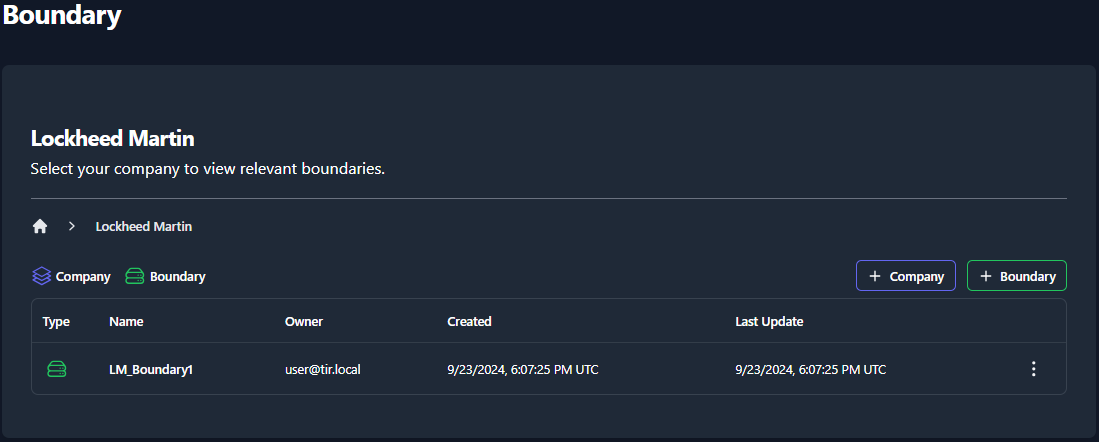 Boundary
Lockheed Martin
Select your company to view relevant boundaries.
Lockheed Martin
Company Boundary + Company + Boundary
Type Name Owner Created Last Update
LM_Boundary1 user@tir.local 9/23/2024, 6:07:25 PM UTC 9/23/2024, 6:07:25 PM UTC